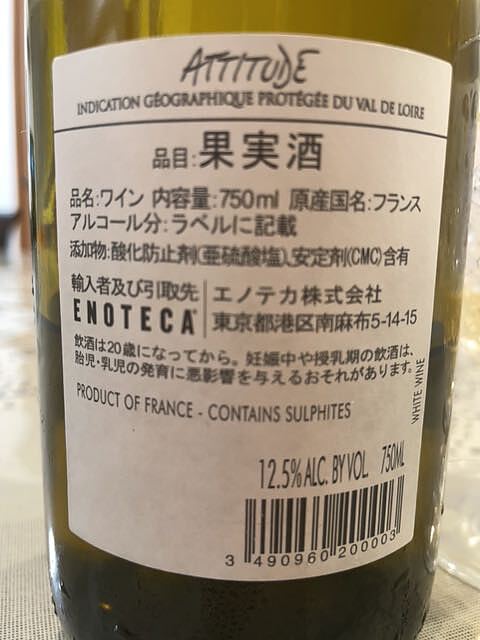 ATTITUDE
INDICATION GÉOGRAPHIQUE PROTÉGÉE DU VAL DE LOIRE
品目:果実酒
品名:ワイン 内容量:750ml 原産国名:フランス
アルコール分:ラベルに記載
添加物:酸化防止剤(亜硫酸塩)、安定剤(CMC)含有
輸入者及び引取先 エノテカ株式会社
ENOTECA 東京都港区南麻布5-14-15
飲酒は20歳になってから。妊娠中や授乳期の飲酒は、
胎児・乳児の発育に悪影響を与えるおそれがあります。
PRODUCT OF FRANCE - CONTAINS SULPHITES
WHITE WINE
12.5% ALC. BY VOL. 750ML
3 490960 200003